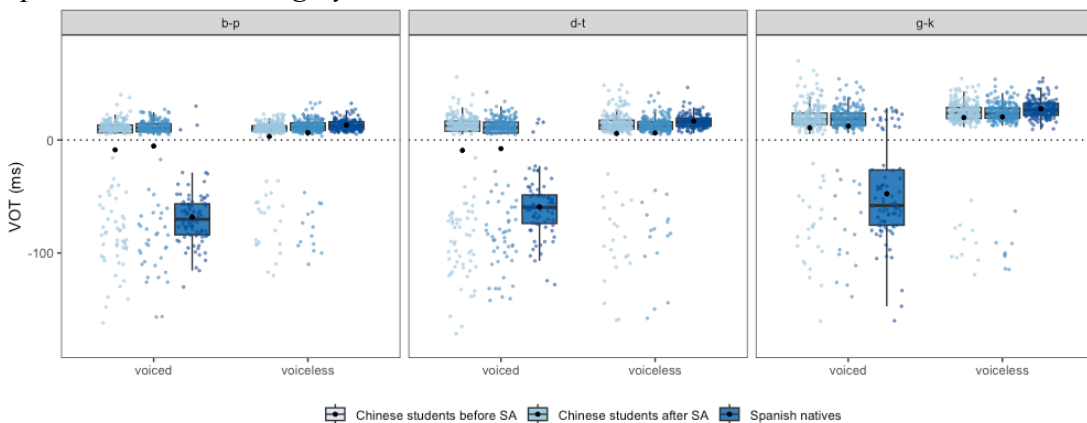 b-p
d-t
g-k
VOT (ms)
0
-100
voiced
voiceless
voiced
voiceless
voiced
voiceless
Chinese students before SA
Chinese students after SA
Spanish natives